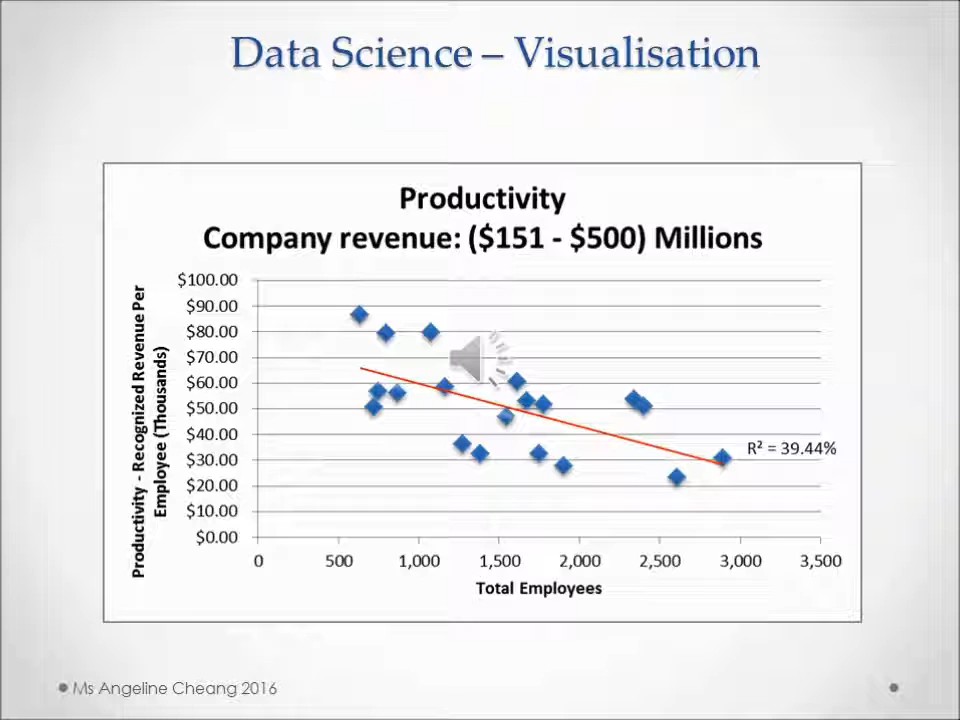 Data Science – Visualisation
Productivity
Company revenue: ($151 - $500) Millions
Productivity - Recognized Revenue Per
Employee (Thousands)
$100.00
$90.00
$80.00
$70.00
$60.00
$50.00
$40.00
$30.00
$20.00
$10.00
$0.00
R² = 39.44%
0
500
1,000
1,500
2,000
2,500
3,000
3,500
Total Employees
Ms Angeline Cheang 2016